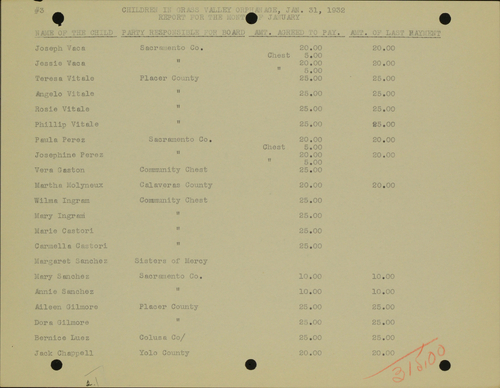 #3 CHILDREN IN GRASS VALLEY ORPHANAGE, JAN. 31, 1932
REPORT FOR THE MONTH OF JANUARY
NAME OF THE CHILD PARTY RESPONSIBLE FOR BOARD AMT. AGREED TO PAY. AMT. OF LAST PAYMENT
Joseph Vaca Sacramento Co. 20.00 20.00
Chest 5.00
Jessie Vaca " 20.00 20.00
" 5.00
Teresa Vitale Placer County 25.00 25.00
Angelo Vitale " 25.00 25.00
Rosie Vitale " 25.00 25.00
Phillip Vitale " 25.00 25.00
Paula Perez Sacramento Co. 20.00 20.00
Chest 5.00
Josephine Perez " 20.00 20.00
" 5.00
Vera Gaston Community Chest 25.00
Martha Molyneux Calaveras County 20.00 20.00
Wilma Ingram Community Chest 25.00
Mary Ingram " 25.00
Marie Castori " 25.00
Carmella Castori " 25.00
Margaret Sanchez Sisters of Mercy
Mary Sanchez Sacramento Co. 10.00 10.00
Annie Sanchez " 10.00 10.00
Aileen Gilmore Placer County 25.00 25.00
Dora Gilmore " 25.00 25.00
Bernice Luez Colusa Co/ 25.00 25.00
Jack Chappell Yolo County 20.00 20.00
315.00
2